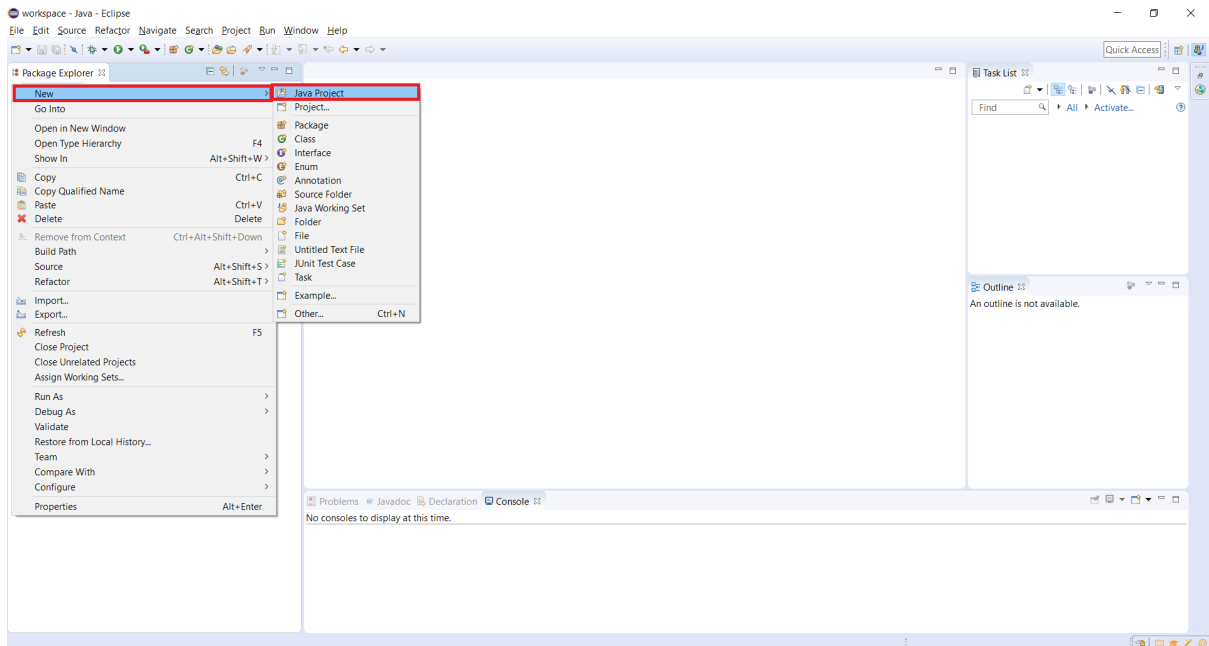 workspace - Java - Eclipse
File Edit Source Refactor Navigate Search Project Run Window Help
Quick Access
Package Explorer
New
Go Into
Open in New Window
Open Type Hierarchy F4
Show In Alt+Shift+W >
Copy Ctrl+C
Copy Qualified Name
Paste Ctrl+V
Delete Delete
Remove from Context Ctrl+Alt+Shift+Down
Build Path >
Source Alt+Shift+S >
Refactor Alt+Shift+T >
Import...
Export...
Refresh F5
Close Project
Close Unrelated Projects
Assign Working Sets...
Run As >
Debug As >
Validate
Restore from Local History...
Team >
Compare With >
Configure >
Properties Alt+Enter
Java Project
Project...
Package
Class
Interface
Enum
Annotation
Source Folder
Java Working Set
Folder
File
Untitled Text File
JUnit Test Case
Task
Example...
Other... Ctrl+N
Task List
Find All Activate...
Outline
An outline is not available.
Problems Javadoc Declaration Console
No consoles to display at this time.